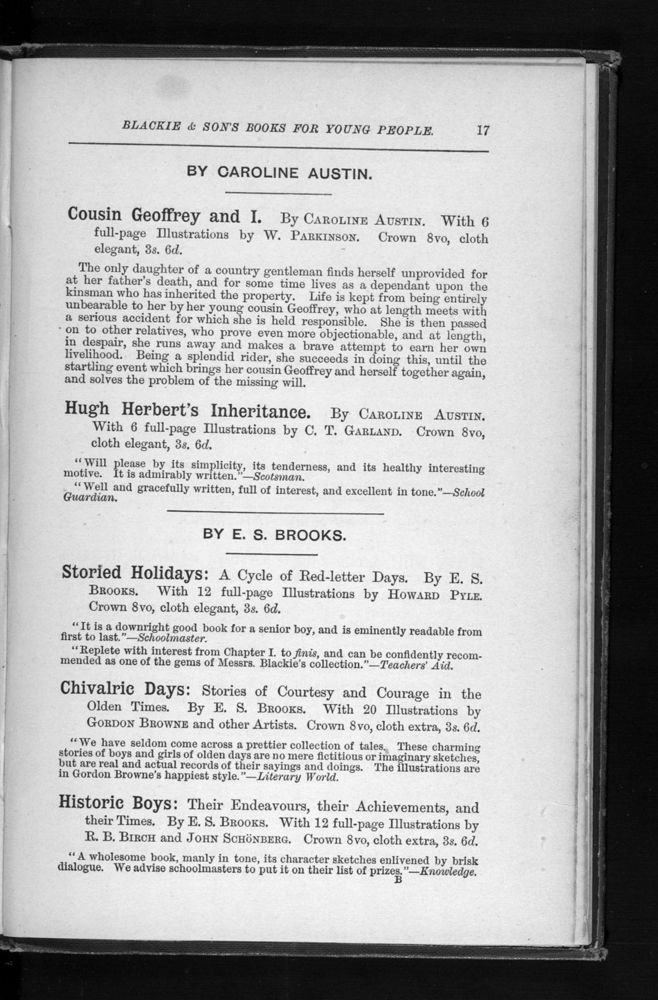 BLACKIE & SON'S BOOKS FOR YOUNG PEOPLE. 17
BY CAROLINE AUSTIN.
Cousin Geoffrey and I. By CAROLINE AUSTIN. With 6
full-page Illustrations by W. PARKINSON. Crown 8vo, cloth
elegant, 3s. 6d.
The only daughter of a country gentleman finds herself unprovided for
at her father's death, and for some time lives as a dependant upon the
kinsman who has inherited the property. Life is kept from being entirely
unbearable to her by her young cousin Geoffrey, who at length meets with
a serious accident for which she is held responsible. She is then passed
on to other relatives, who prove even more objectionable, and at length,
in despair, she runs away and makes a brave attempt to earn her own
livelihood. Being a splendid rider, she succeeds in doing this, until the
startling event which brings her cousin Geoffrey and herself together again,
and solves the problem of the missing will.
Hugh Herbert's Inheritance. By CAROLINE AUSTIN.
With 6 full-page Illustrations by C. T. GARLAND. Crown 8vo,
cloth elegant, 3s. 6d.
"Will please by its simplicity, its tenderness, and its healthy interesting
motive. It is admirably written."—Scotsman.
"Well and gracefully written, full of interest, and excellent in tone."—School
Guardian.
BY E. S. BROOKS.
Storied Holidays: A Cycle of Red-letter Days. By E. S.
BROOKS. With 12 full-page Illustrations by HOWARD PYLE.
Crown 8vo, cloth elegant, 3s. 6d.
"It is a downright good book for a senior boy, and is eminently readable from
first to last."—Schoolmaster.
"Replete with interest from Chapter I. to finis, and can be confidently recom-
mended as one of the gems of Messrs. Blackie's collection."—Teachers' Aid.
Chivalric Days: Stories of Courtesy and Courage in the
Olden Times. By E. S. BROOKS. With 20 Illustrations by
GORDON BROWNE and other Artists. Crown 8vo, cloth extra, 3s. 6d.
"We have seldom come across a prettier collection of tales. These charming
stories of boys and girls of olden days are no mere fictitious or imaginary sketches,
but are real and actual records of their sayings and doings. The illustrations are
in Gordon Browne's happiest style."—Literary World.
Historic Boys: Their Endeavours, their Achievements, and
their Times. By E. S. BROOKS. With 12 full-page Illustrations by
R. B. BIRCH and JOHN SCHÖNBERG. Crown 8vo, cloth extra, 3s. 6d.
"A wholesome book, manly in tone, its character sketches enlivened by brisk
dialogue. We advise schoolmasters to put it on their list of prizes."—Knowledge.
B